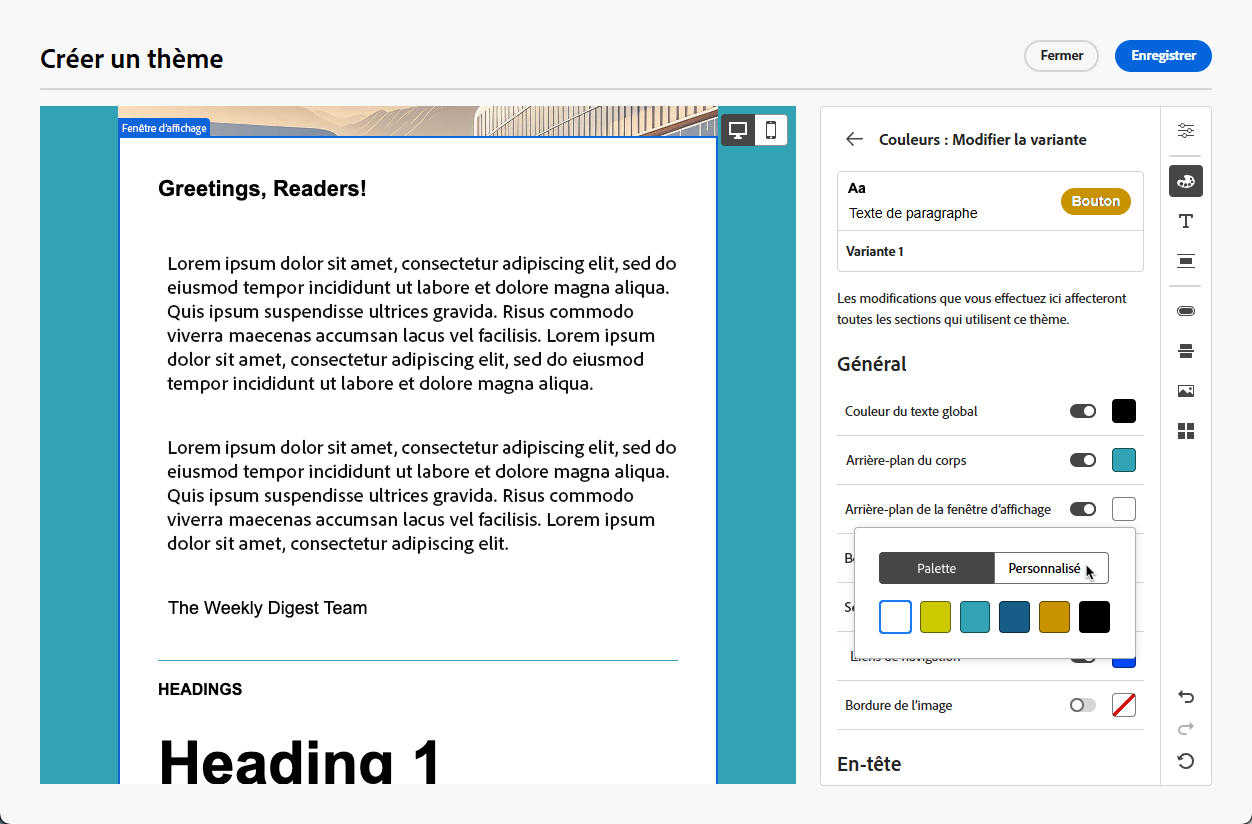 Créer un thème
Fermer
Enregistrer
Fenêtre d'affichage
Greetings, Readers!
Lorem ipsum dolor sit amet, consectetur adipiscing elit, sed do
eiusmod tempor incididunt ut labore et dolore magna aliqua.
Quis ipsum suspendisse ultrices gravida. Risus commodo
viverra maecenas accumsan lacus vel facilisis. Lorem ipsum
dolor sit amet, consectetur adipiscing elit, sed do eiusmod
tempor incididunt ut labore et dolore magna aliqua.
Lorem ipsum dolor sit amet, consectetur adipiscing elit, sed do
eiusmod tempor incididunt ut labore et dolore magna aliqua.
Quis ipsum suspendisse ultrices gravida. Risus commodo
viverra maecenas accumsan lacus vel facilisis. Lorem ipsum
dolor sit amet, consectetur adipiscing elit.
The Weekly Digest Team
HEADINGS
Heading 1
Couleurs : Modifier la variante
Aa
Texte de paragraphe
Bouton
Variante 1
Les modifications que vous effectuez ici affecteront
toutes les sections qui utilisent ce thème.
Général
Couleur du texte global
Arrière-plan du corps
Arrière-plan de la fenêtre d'affichage
Palette
Personnalisé
Liens de navigation
Bordure de l'image
En-tête